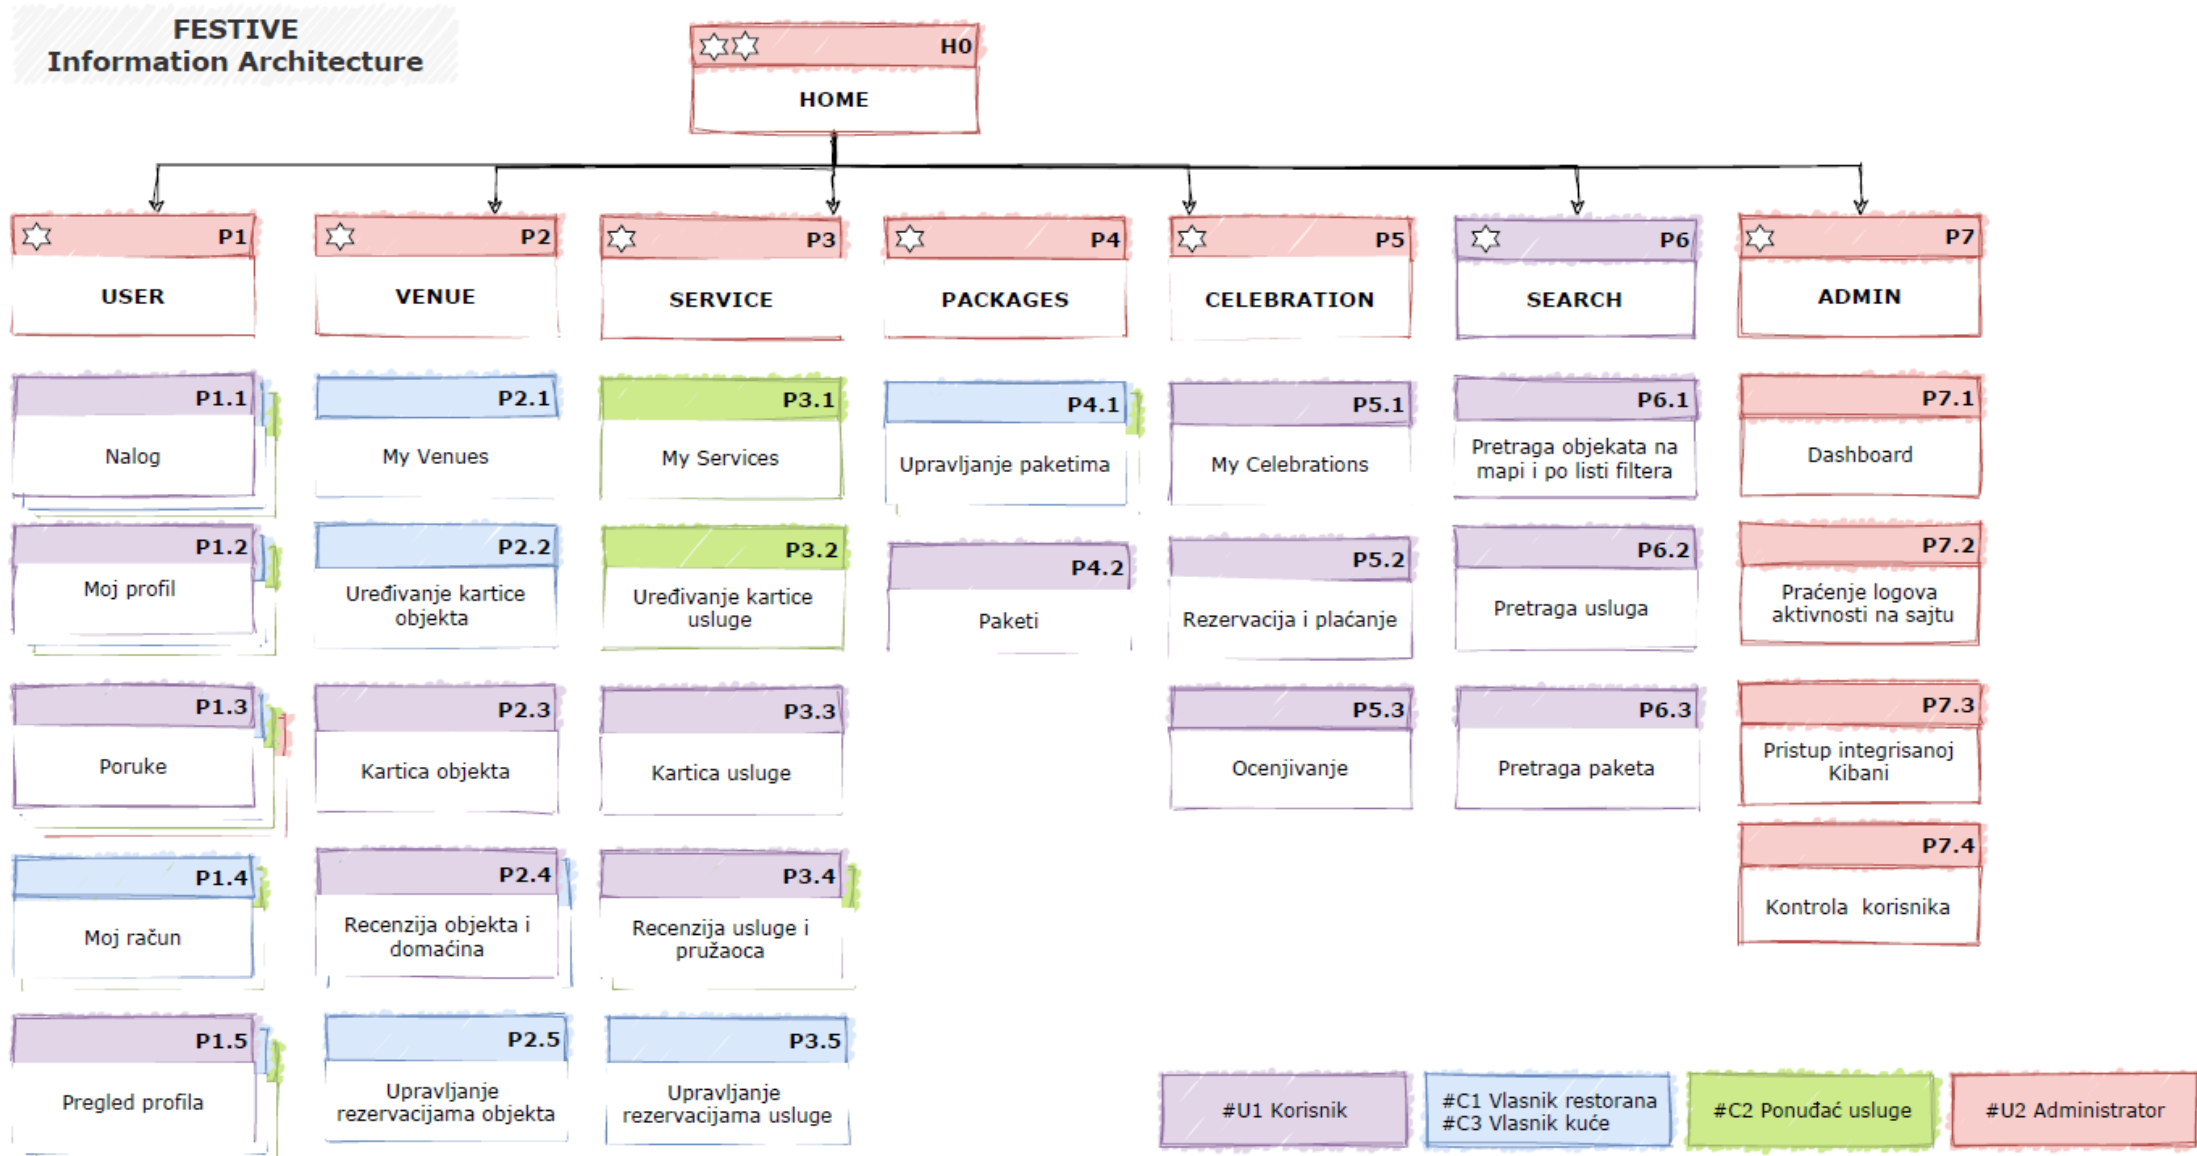 FESTIVE
Information Architecture
H0
HOME
P1
USER
P2
VENUE
P3
SERVICE
P4
PACKAGES
P5
CELEBRATION
P6
SEARCH
P7
ADMIN
P1.1
Nalog
P2.1
My Venues
P3.1
My Services
P4.1
Upravljanje paketima
P5.1
My Celebrations
P6.1
Pretraga objekata na
mapi i po listi filtera
P7.1
Dashboard
P1.2
Moj profil
P2.2
Uređivanje kartice
objekta
P3.2
Uređivanje kartice
usluge
P4.2
Paketi
P5.2
Rezervacija i plaćanje
P6.2
Pretraga usluga
P7.2
Praćenje logova
aktivnosti na sajtu
P1.3
Poruke
P2.3
Kartica objekta
P3.3
Kartica usluge
P5.3
Ocenjivanje
P6.3
Pretraga paketa
P7.3
Pristup integrisanoj
Kibani
P1.4
Moj račun
P2.4
Recenzija objekta i
domaćina
P3.4
Recenzija usluge i
pružaoca
P7.4
Kontrola korisnika
P1.5
Pregled profila
P2.5
Upravljanje
rezervacijama objekta
P3.5
Upravljanje
rezervacijama usluge
#U1 Korisnik
#C1 Vlasnik restorana
#C3 Vlasnik kuće
#C2 Ponuđać usluge
#U2 Administrator